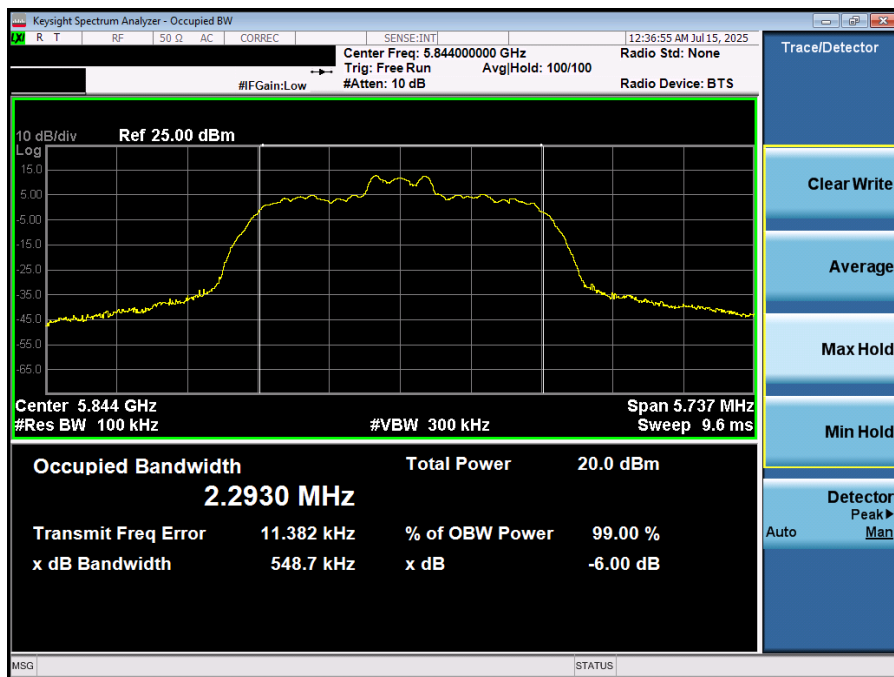 Keysight Spectrum Analyzer - Occupied BW
LXI R T RF 50 Ω AC CORREC SENSE:INT 12:36:55 AM Jul 15, 2025
Center Freq: 5.844000000 GHz Radio Std: None
Trig: Free Run Avg|Hold: 100/100
#IFGain:Low #Atten: 10 dB Radio Device: BTS
10 dB/div Ref 25.00 dBm
Log
15.0
5.00
-5.00
-15.0
-25.0
-35.0
-45.0
-55.0
-65.0
Center 5.844 GHz Span 5.737 MHz
#Res BW 100 kHz #VBW 300 kHz Sweep 9.6 ms
Occupied Bandwidth Total Power 20.0 dBm
2.2930 MHz
Transmit Freq Error 11.382 kHz % of OBW Power 99.00 %
x dB Bandwidth 548.7 kHz x dB -6.00 dB
MSG STATUS
Trace/Detector
Clear Write
Average
Max Hold
Min Hold
Detector
Peak▶
Auto Man